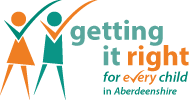 getting
it right
for every child
in Aberdeenshire